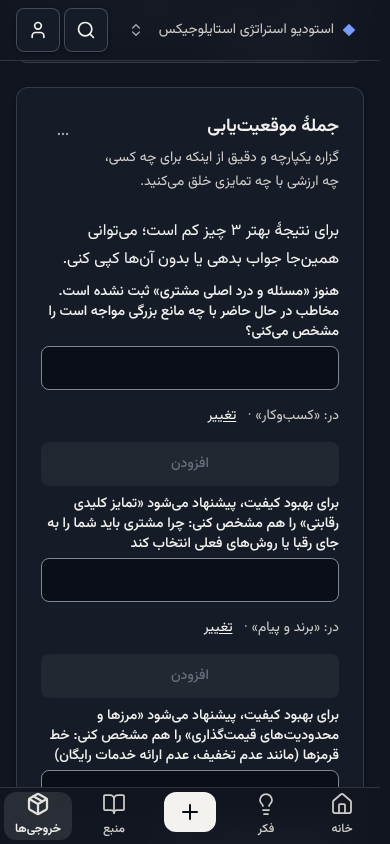 استودیو استراتژی استایلوجیکس
جملهٔ موقعیت‌یابی
...
گزاره یکپارچه و دقیق از اینکه برای چه کسی،
چه ارزشی با چه تمایزی خلق می‌کنید.
برای نتیجهٔ بهتر ۳ چیز کم است؛ می‌توانی
همین‌جا جواب بدهی یا بدون آن‌ها کپی کنی.
هنوز «مسئله و درد اصلی مشتری» ثبت نشده است.
مخاطب در حال حاضر با چه مانع بزرگی مواجه است را
مشخص می‌کنی؟
در: «کسب‌وکار» · تغییر
افزودن
برای بهبود کیفیت، پیشنهاد می‌شود «تمایز کلیدی
رقابتی» را هم مشخص کنی: چرا مشتری باید شما را به
جای رقبا یا روش‌های فعلی انتخاب کند
در: «برند و پیام» · تغییر
افزودن
برای بهبود کیفیت، پیشنهاد می‌شود «مرزها و
محدودیت‌های قیمت‌گذاری» را هم مشخص کنی: خط
قرمزها (مانند عدم تخفیف، عدم ارائه خدمات رایگان)
خانه
فکر
منبع
خروجی‌ها